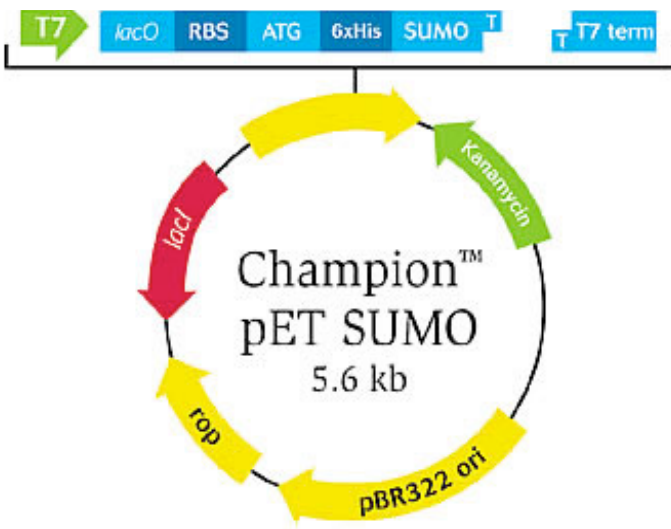 T7 lacO RBS ATG 6xHis SUMO T T T7 term
Kanamycin
lacI
Champion™
pET SUMO
5.6 kb
rop
pBR322 ori